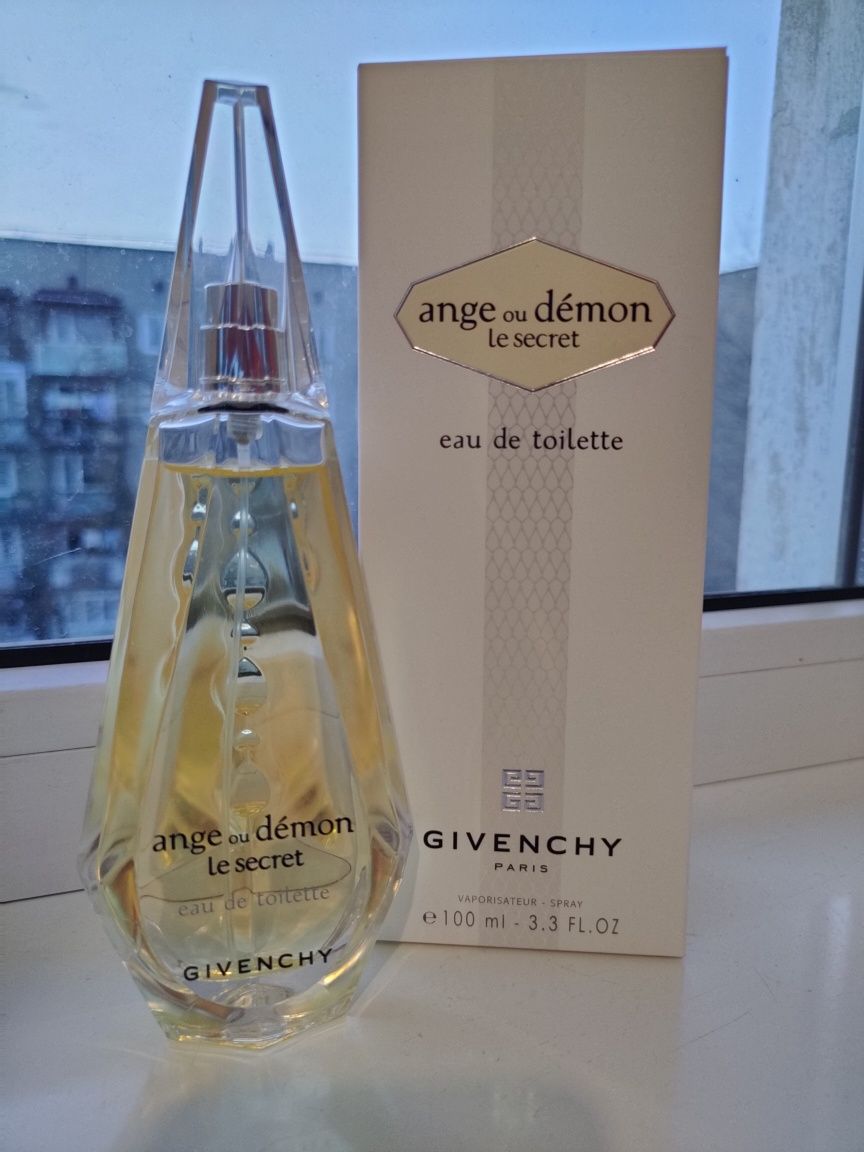 ange ou démon
le secret
eau de toilette
GIVENCHY
PARIS
VAPORISATEUR - SPRAY
e 100 ml - 3.3 FL.OZ
ange ou démon
le secret
eau de toilette
GIVENCHY